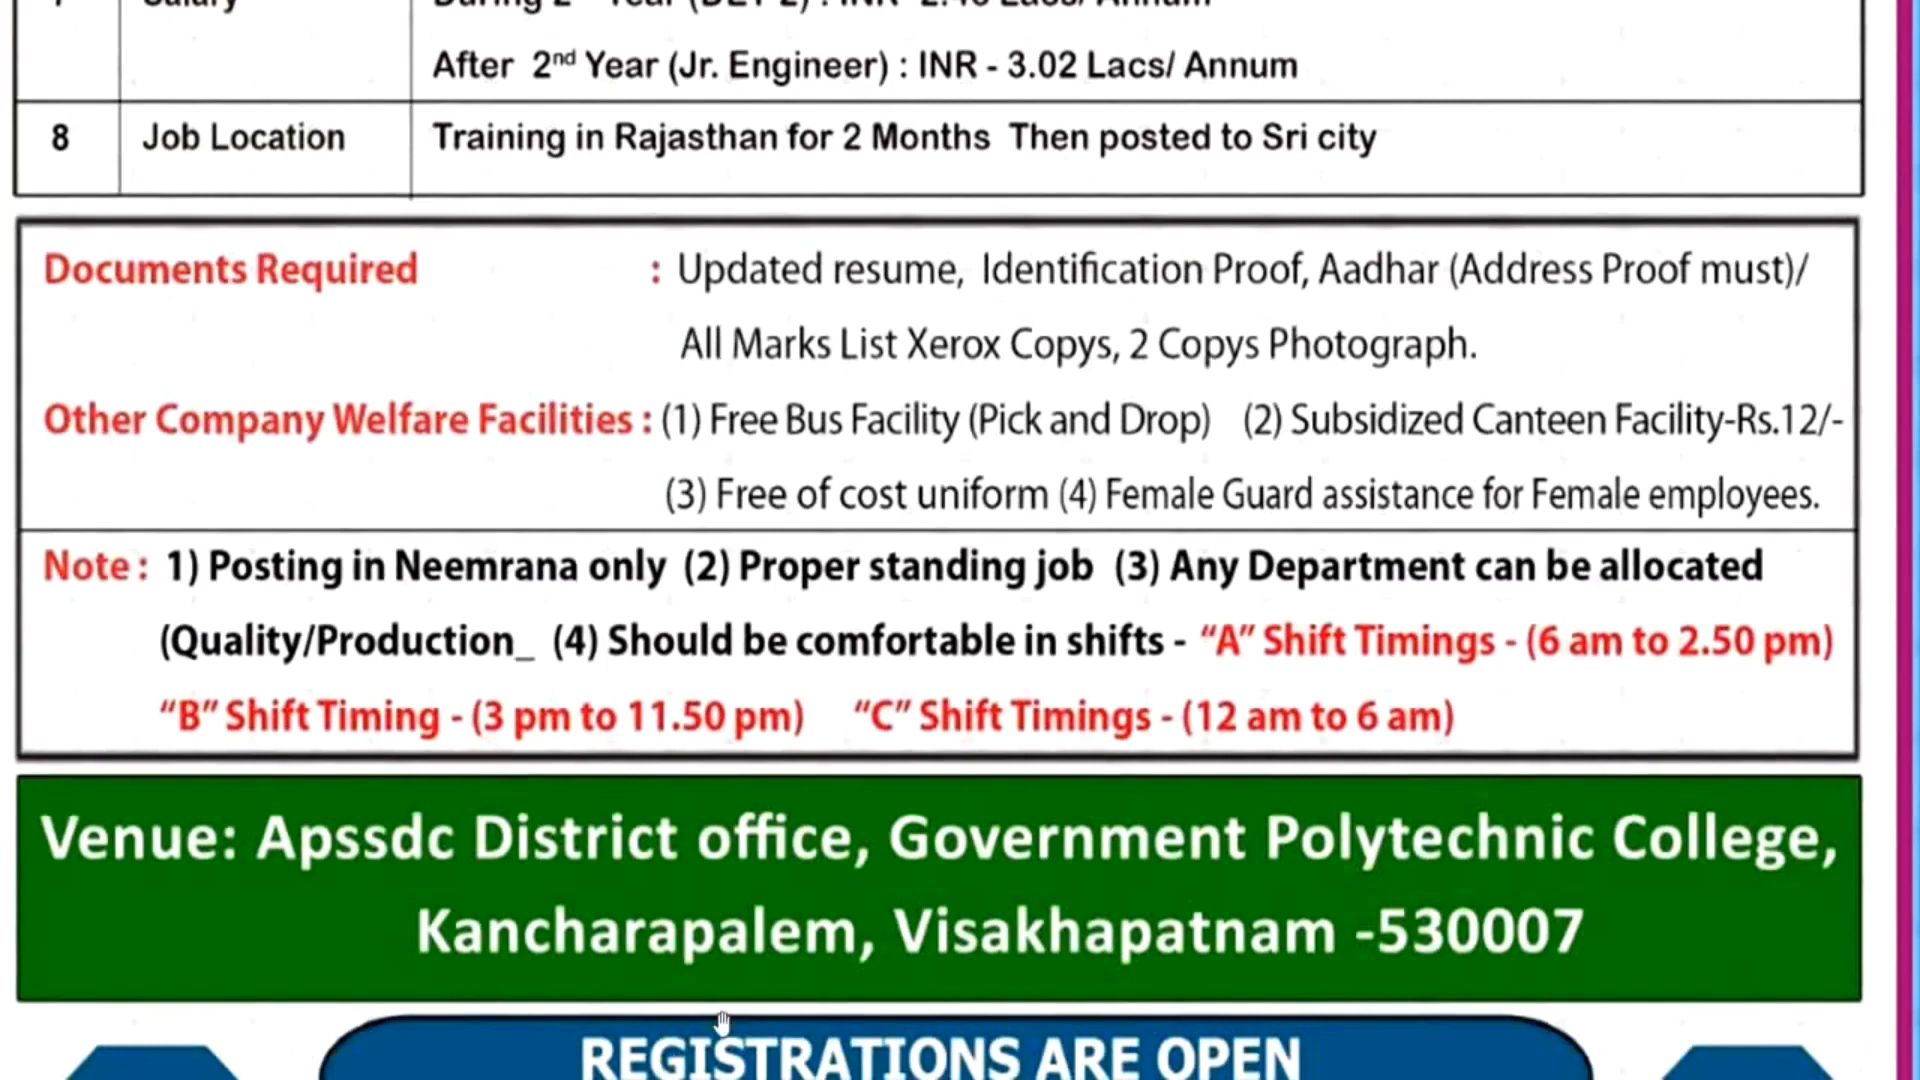 After 2nd Year (Jr. Engineer) : INR - 3.02 Lacs/ Annum
8 Job Location Training in Rajasthan for 2 Months Then posted to Sri city
Documents Required : Updated resume, Identification Proof, Aadhar (Address Proof must)/
All Marks List Xerox Copys, 2 Copys Photograph.
Other Company Welfare Facilities : (1) Free Bus Facility (Pick and Drop) (2) Subsidized Canteen Facility-Rs.12/-
(3) Free of cost uniform (4) Female Guard assistance for Female employees.
Note : 1) Posting in Neemrana only (2) Proper standing job (3) Any Department can be allocated
(Quality/Production_ (4) Should be comfortable in shifts - “A” Shift Timings - (6 am to 2.50 pm)
“B” Shift Timing - (3 pm to 11.50 pm) “C” Shift Timings - (12 am to 6 am)
Venue: Apssdc District office, Government Polytechnic College,
Kancharapalem, Visakhapatnam -530007
REGISTRATIONS ARE OPEN